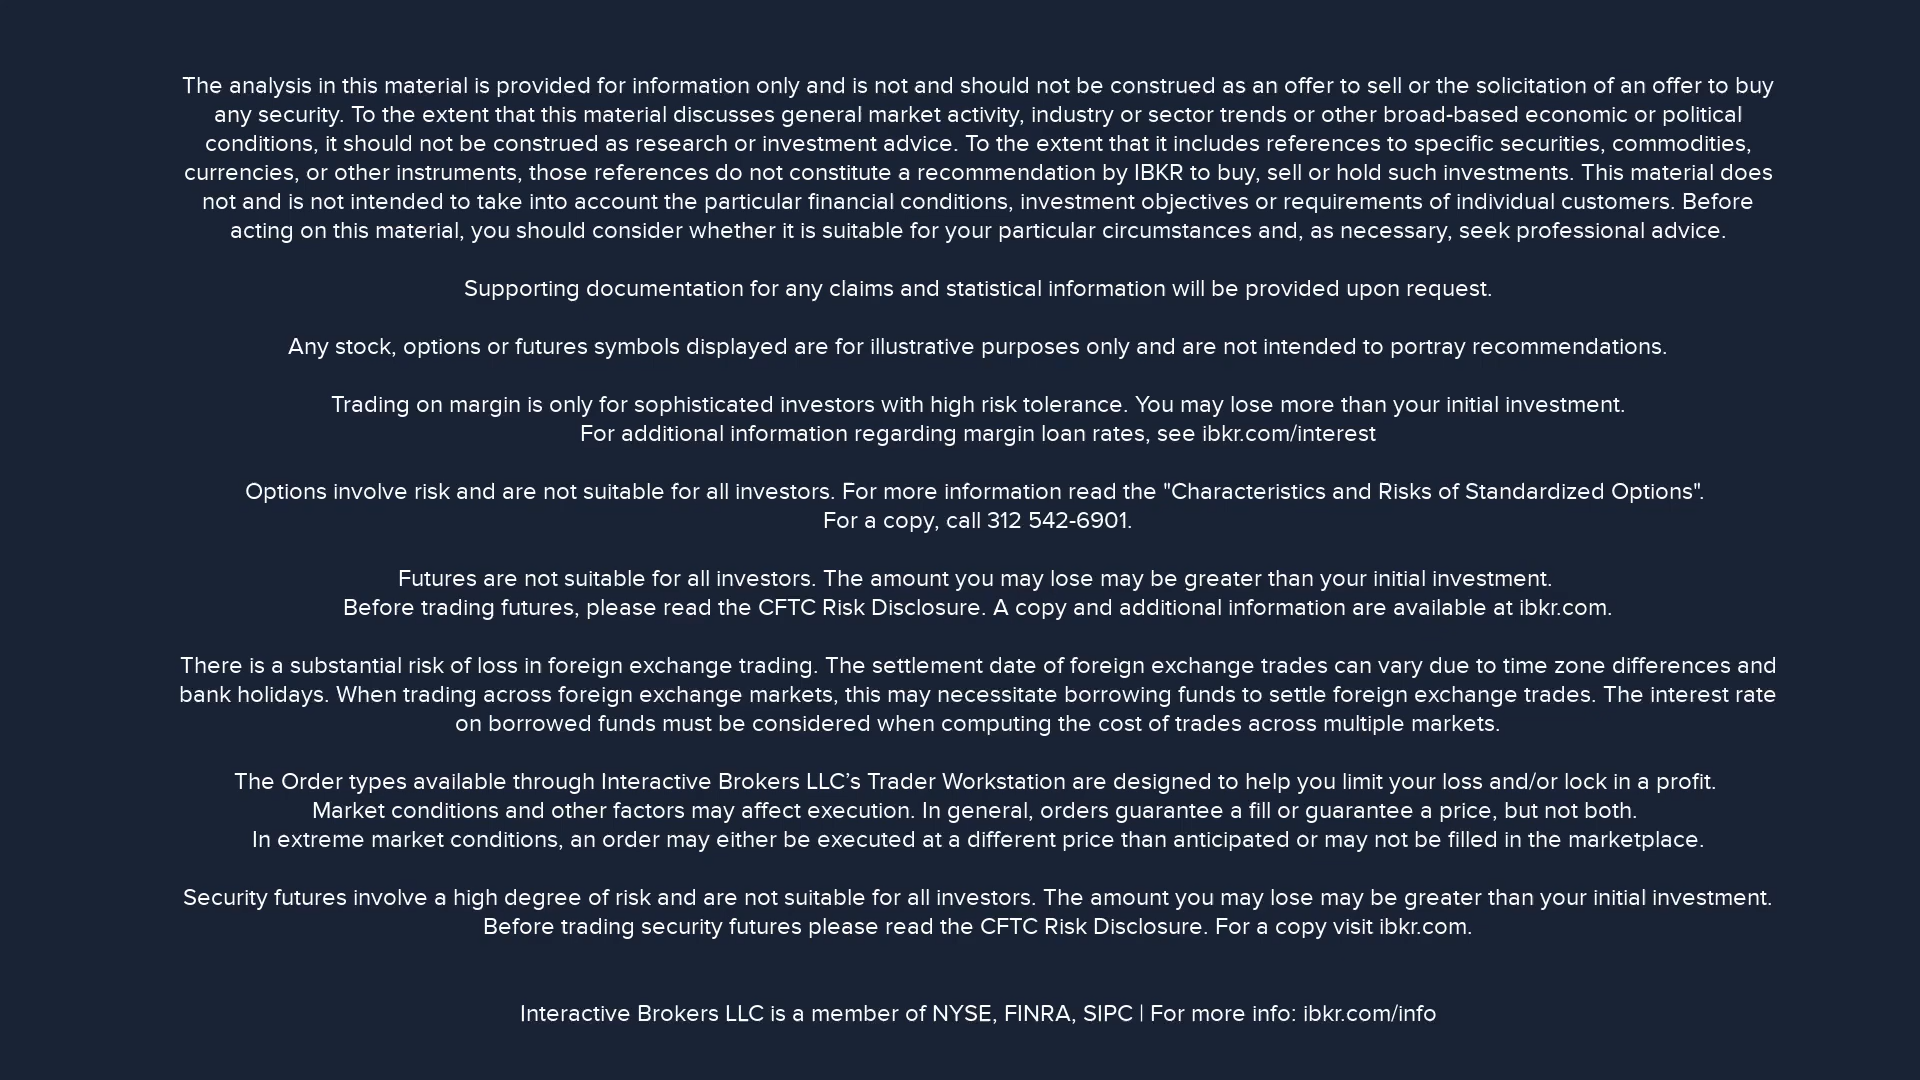 The analysis in this material is provided for information only and is not and should not be construed as an offer to sell or the solicitation of an offer to buy
any security. To the extent that this material discusses general market activity, industry or sector trends or other broad-based economic or political
conditions, it should not be construed as research or investment advice. To the extent that it includes references to specific securities, commodities,
currencies, or other instruments, those references do not constitute a recommendation by IBKR to buy, sell or hold such investments. This material does
not and is not intended to take into account the particular financial conditions, investment objectives or requirements of individual customers. Before
acting on this material, you should consider whether it is suitable for your particular circumstances and, as necessary, seek professional advice.
Supporting documentation for any claims and statistical information will be provided upon request.
Any stock, options or futures symbols displayed are for illustrative purposes only and are not intended to portray recommendations.
Trading on margin is only for sophisticated investors with high risk tolerance. You may lose more than your initial investment.
For additional information regarding margin loan rates, see ibkr.com/interest
Options involve risk and are not suitable for all investors. For more information read the "Characteristics and Risks of Standardized Options".
For a copy, call 312 542-6901.
Futures are not suitable for all investors. The amount you may lose may be greater than your initial investment.
Before trading futures, please read the CFTC Risk Disclosure. A copy and additional information are available at ibkr.com.
There is a substantial risk of loss in foreign exchange trading. The settlement date of foreign exchange trades can vary due to time zone differences and
bank holidays. When trading across foreign exchange markets, this may necessitate borrowing funds to settle foreign exchange trades. The interest rate
on borrowed funds must be considered when computing the cost of trades across multiple markets.
The Order types available through Interactive Brokers LLC’s Trader Workstation are designed to help you limit your loss and/or lock in a profit.
Market conditions and other factors may affect execution. In general, orders guarantee a fill or guarantee a price, but not both.
In extreme market conditions, an order may either be executed at a different price than anticipated or may not be filled in the marketplace.
Security futures involve a high degree of risk and are not suitable for all investors. The amount you may lose may be greater than your initial investment.
Before trading security futures please read the CFTC Risk Disclosure. For a copy visit ibkr.com.
Interactive Brokers LLC is a member of NYSE, FINRA, SIPC | For more info: ibkr.com/info